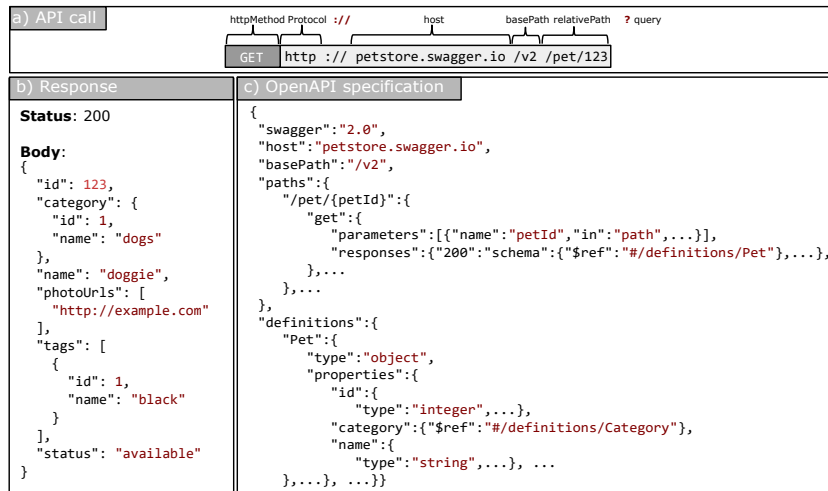 a) API call
httpMethod Protocol :// host basePath relativePath ? query
GET http :// petstore.swagger.io /v2 /pet/123
b) Response
Status: 200
Body:
{
"id": 123,
"category": {
"id": 1,
"name": "dogs"
},
"name": "doggie",
"photoUrls": [
"http://example.com"
],
"tags": [
{
"id": 1,
"name": "black"
}
],
"status": "available"
}
c) OpenAPI specification
{
"swagger":"2.0",
"host":"petstore.swagger.io",
"basePath":"/v2",
"paths":{
"/pet/{petId}":{
"get":{
"parameters":[{"name":"petId","in":"path",...}],
"responses":{"200":"schema":{"$ref":"#/definitions/Pet"},...},
},...
},...
},
"definitions":{
"Pet":{
"type":"object",
"properties":{
"id":{
"type":"integer",...},
"category":{"$ref":"#/definitions/Category"},
"name":{
"type":"string",...}, ...
},...}, ...}}